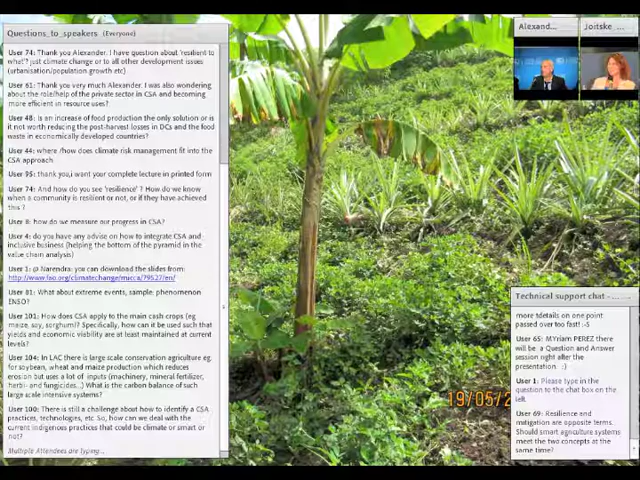 Questions_to_speakers (Everyone)
User 74: Thank you Alexander. I have question about 'resilient to
what'? just climate change or to all other development issues
(urbanisation/population growth etc)
User 61: Thank you very much Alexander. I was also wondering
about the role/help of the private sector in CSA and becoming
more efficient in resource uses?
User 48: Is an increase of food production the only solution or is
it not worth reducing the post-harvest losses in DCs and the food
waste in economically developed countries?
User 44: where /how does climate risk management fit into the
CSA approach
User 95: thank you,i want your complete lecture in printed form
User 74: And how do you see 'resilience' ? How do we know
when a community is resilient or not, or if they have achieved
this ?
User 8: how do we measure our progress in CSA?
User 4: do you have any advise on how to integrate CSA and
inclusive business (helping the bottom of the pyramid in the
value chain analysis)
User 1: @ Narendra: you can download the slides from:
http://www.fao.org/climatechange/micca/79527/en/
User 81: What about extreme events, sample: phenomenon
ENSO?
User 101: How does CSA apply to the main cash crops (eg
maize, soy, sorghum)? Specifically, how can it be used such that
yields and economic viability are at least maintained at current
levels?
User 104: In LAC there is large scale conservation agriculture eg.
for soybean, wheat and maize production which reduces
erosion but uses a lot of inputs (machinery, mineral fertilizer,
herbi- and fungicides...) What is the carbon balance of such
large scale intensive systems?
User 100: There is still a challenge about how to identify a CSA
practices, technologies, etc. So, how can we deal with the
current indigenous practices that could be climate or smart or
not?
Multiple Attendees are typing...
Alexand...
Joitske...
19/05/2
Technical support chat - ...
more tdetails on one point
passed over too fast! :-S
User 65: MYriam PEREZ there
will be a Question and Answer
session right after the
presentation. :)
User 1: Please type in the
question to the chat box on the
left.
User 69: Resilience and
mitigation are opposite terms.
Should smart agriculture systems
meet the two concepts at the
same time?